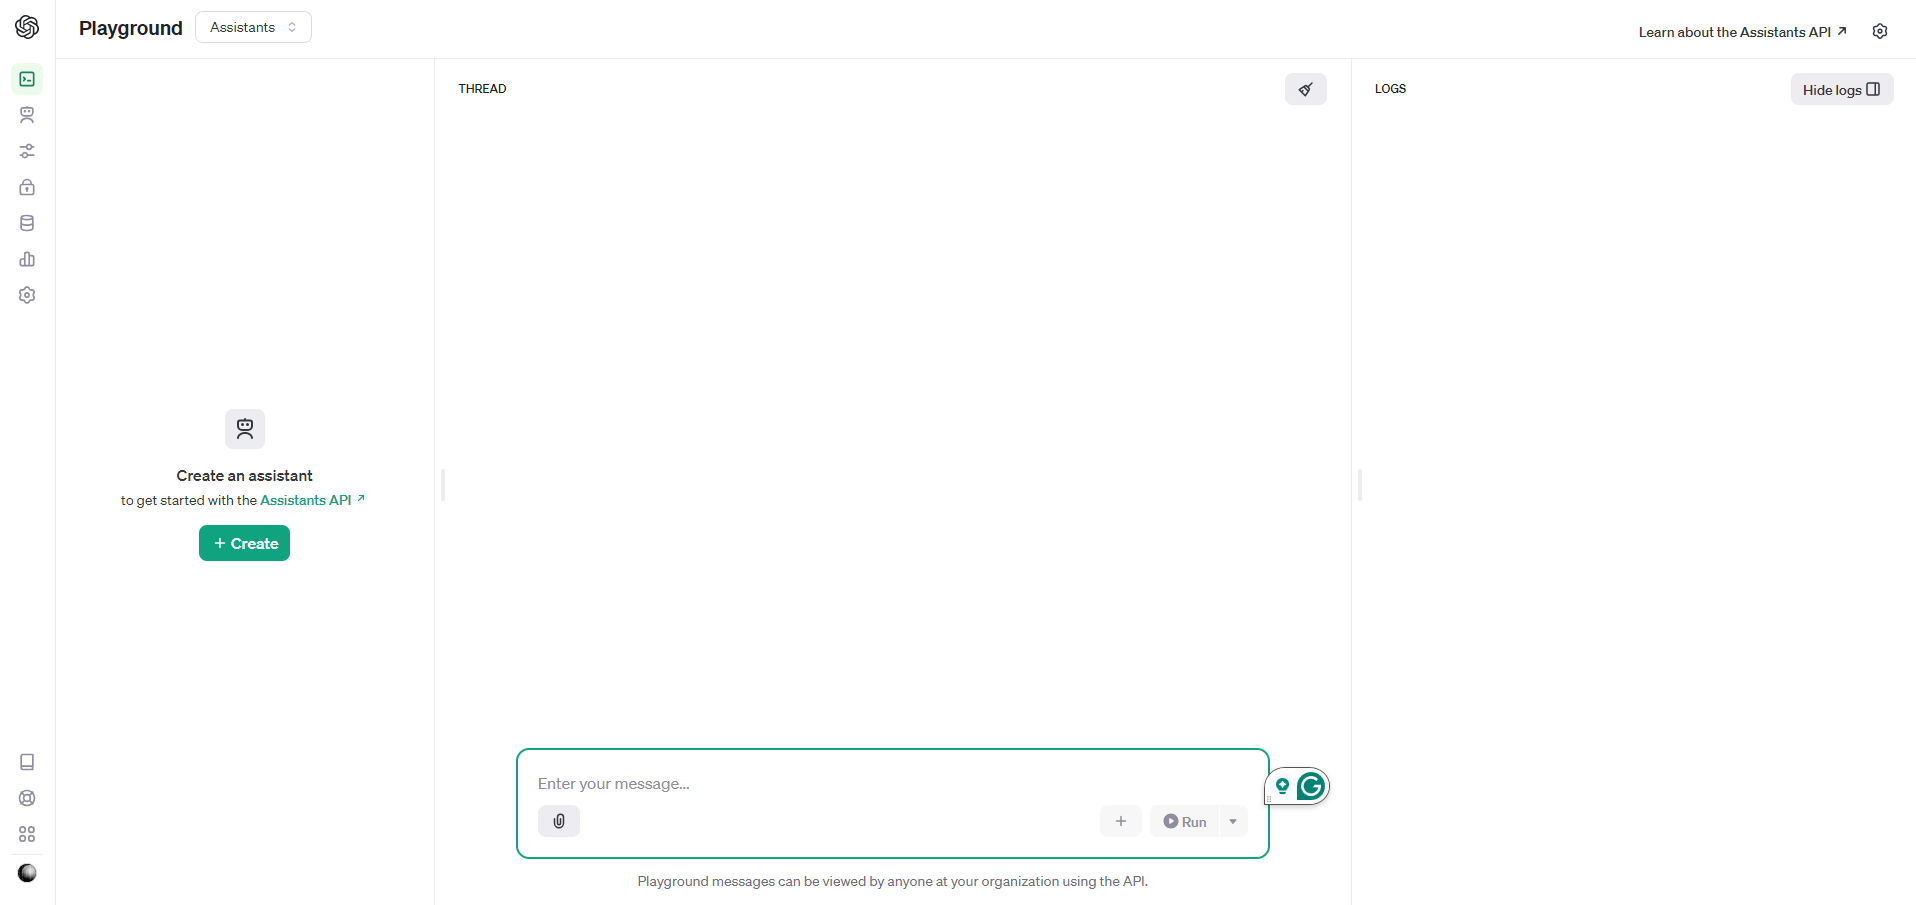 Playground
Assistants
Learn about the Assistants API
THREAD
LOGS
Hide logs
Create an assistant
to get started with the Assistants API
+ Create
Enter your message...
Run
Playground messages can be viewed by anyone at your organization using the API.